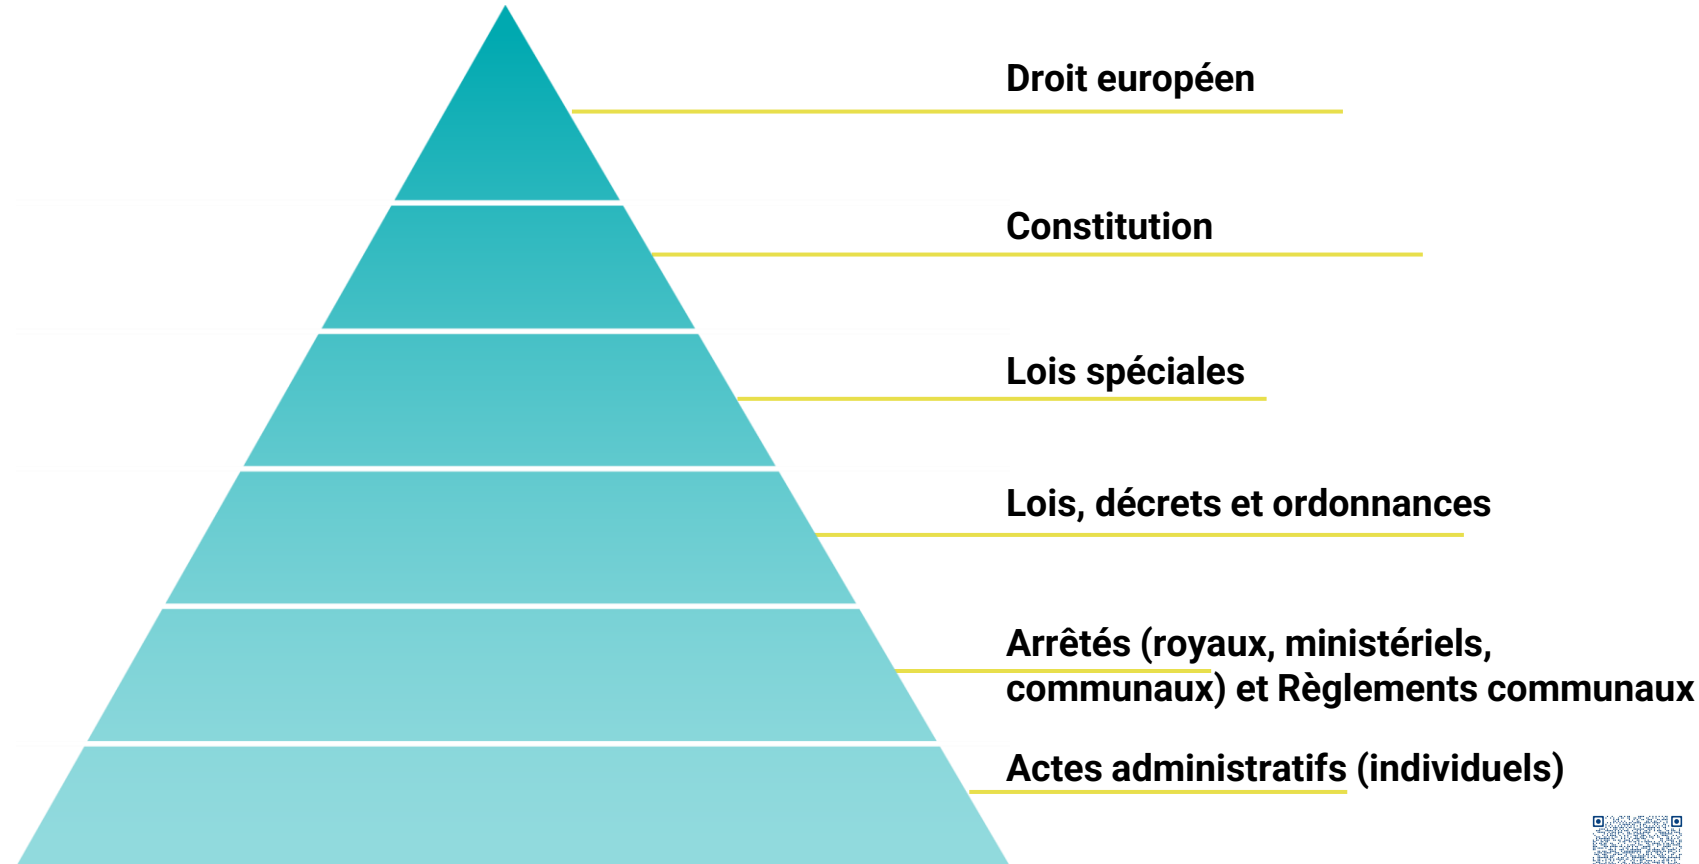 Droit européen
Constitution
Lois spéciales
Lois, décrets et ordonnances
Arrêtés (royaux, ministériels,
communaux) et Règlements communaux
Actes administratifs (individuels)